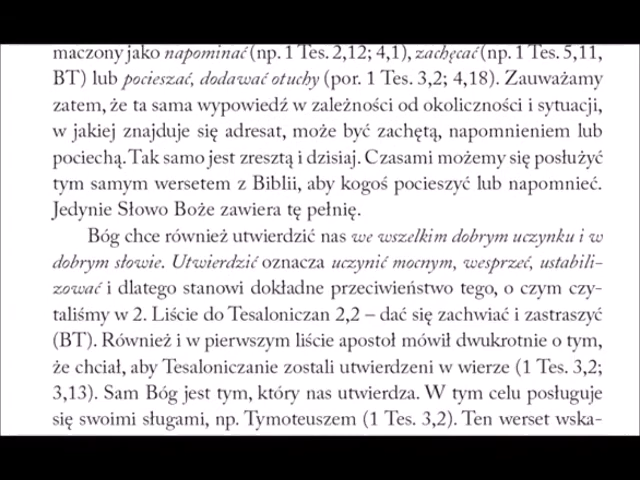 maczony jako napominać (np. 1 Tes. 2,12; 4,1), zachęcać (np. 1 Tes. 5,11,
BT) lub pocieszać, dodawać otuchy (por. 1 Tes. 3,2; 4,18). Zauważamy
zatem, że ta sama wypowiedź w zależności od okoliczności i sytuacji,
w jakiej znajduje się adresat, może być zachętą, napomnieniem lub
pociechą. Tak samo jest zresztą i dzisiaj. Czasami możemy się posłużyć
tym samym wersetem z Biblii, aby kogoś pocieszyć lub napomnieć.
Jedynie Słowo Boże zawiera tę pełnię.
Bóg chce również utwierdzić nas we wszelkim dobrym uczynku i w
dobrym słowie. Utwierdzić oznacza uczynić mocnym, wesprzeć, ustabili-
zować i dlatego stanowi dokładne przeciwieństwo tego, o czym czy-
taliśmy w 2. Liście do Tesaloniczan 2,2 – dać się zachwiać i zastraszyć
(BT). Również i w pierwszym liście apostoł mówił dwukrotnie o tym,
że chciał, aby Tesaloniczanie zostali utwierdzeni w wierze (1 Tes. 3,2;
3,13). Sam Bóg jest tym, który nas utwierdza. W tym celu posługuje
się swoimi sługami, np. Tymoteuszem (1 Tes. 3,2). Ten werset wska-